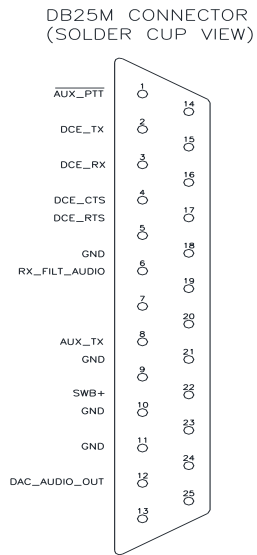 DB25M CONNECTOR
(SOLDER CUP VIEW)
AUX_PTT 1
14
DCE_TX 2
15
DCE_RX 3
16
DCE_CTS 4
DCE_RTS 17
5
GND 18
RX_FILT_AUDIO 6
19
7
20
AUX_TX 8
GND 21
9
SWB+ 22
GND 10
23
GND 11
24
DAC_AUDIO_OUT 12
25
13